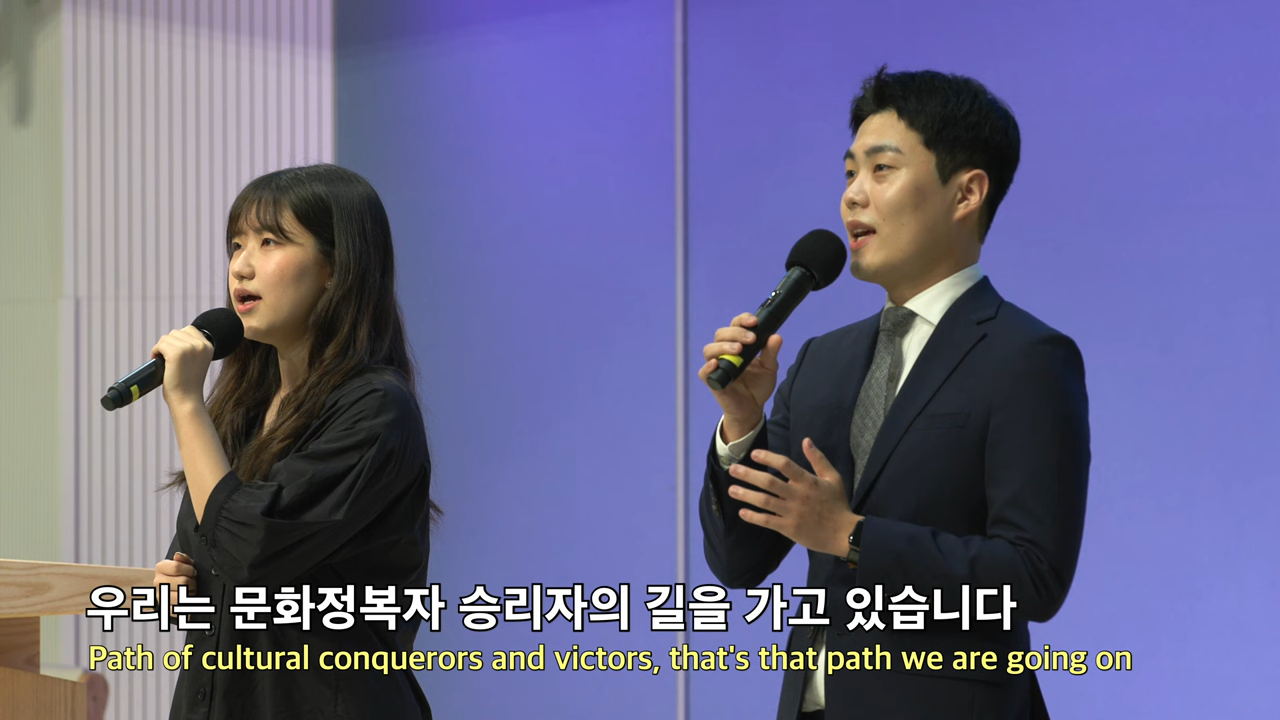 우리는 문화정복자 승리자의 길을 가고 있습니다
Path of cultural conquerors and victors, that's that path we are going on